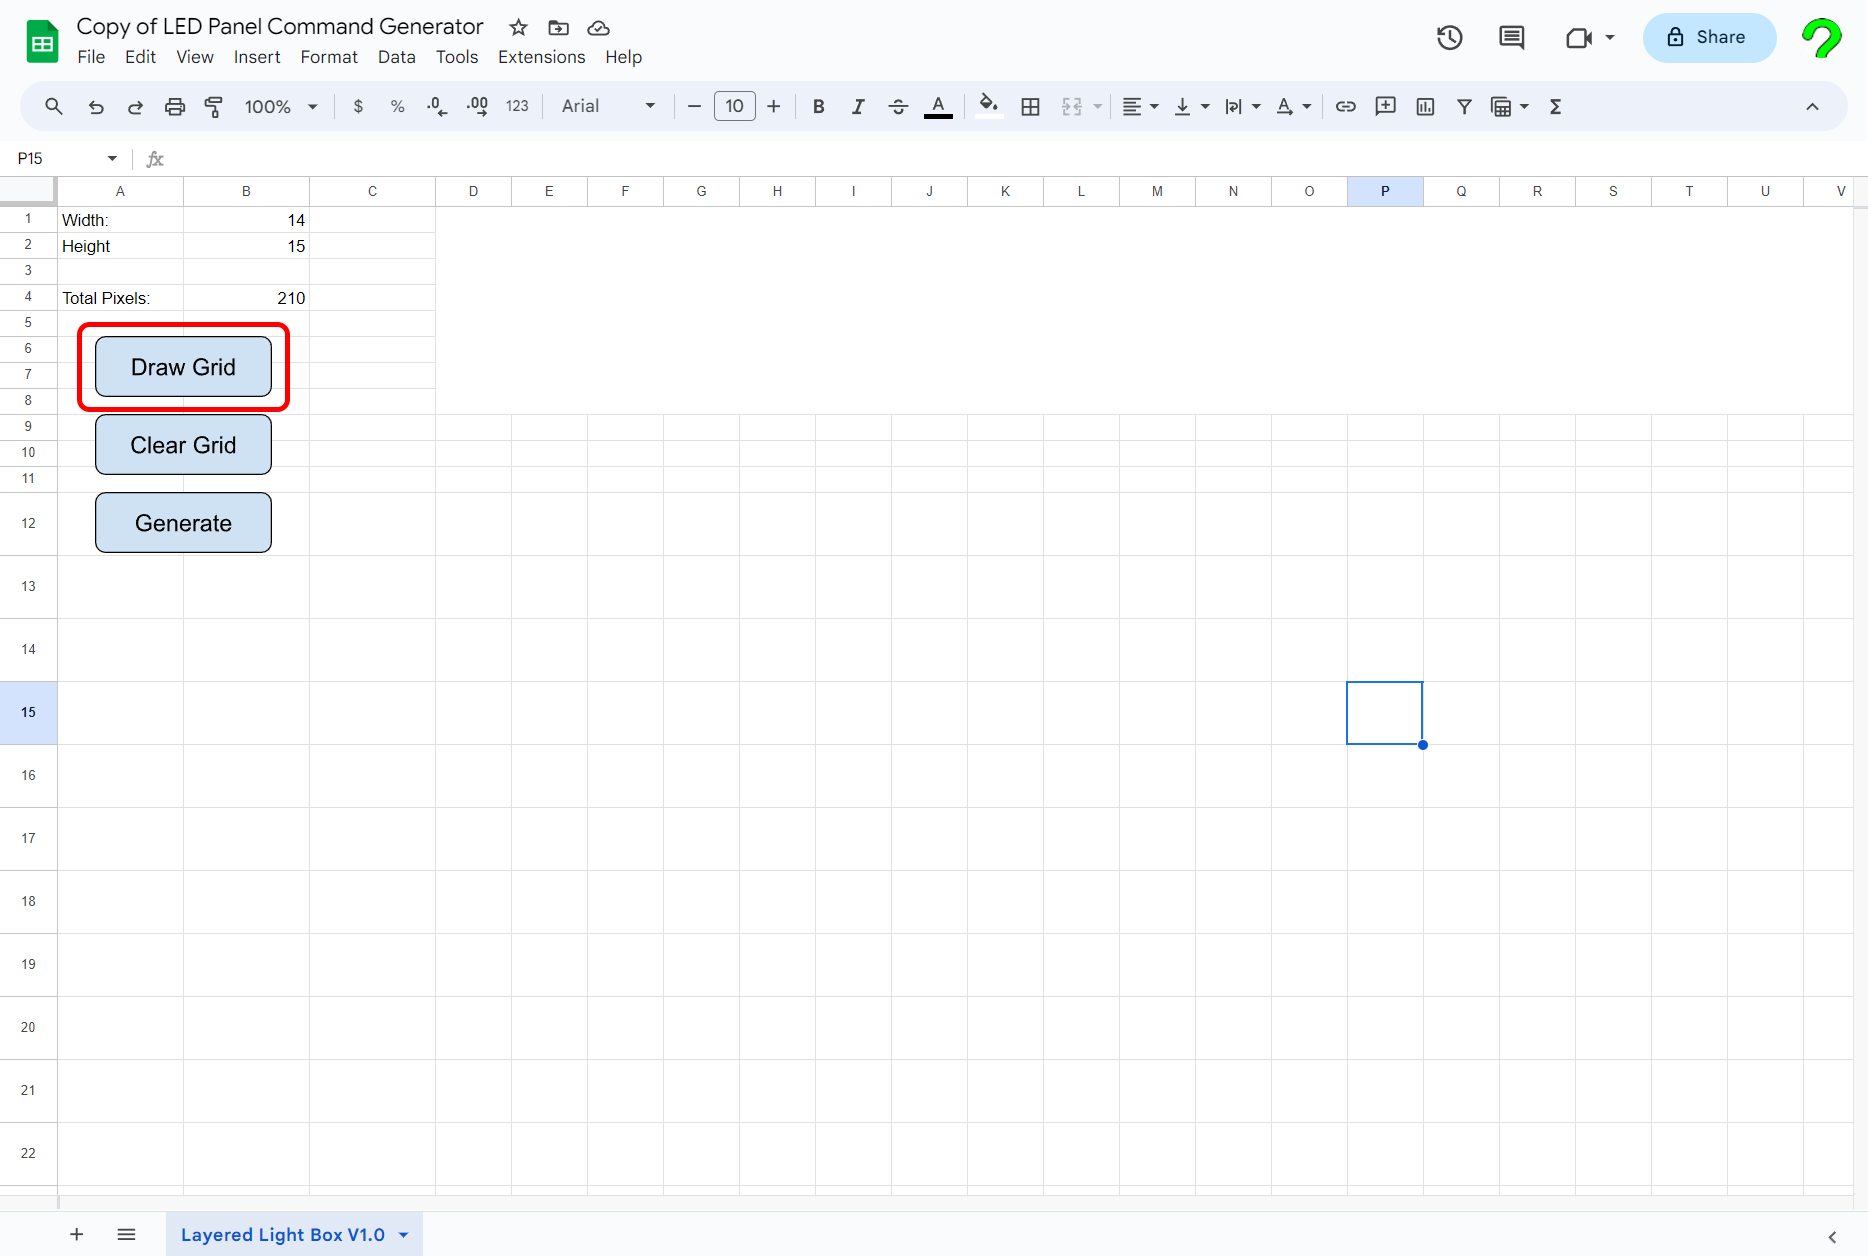 Copy of LED Panel Command Generator
Share
File Edit View Insert Format Data Tools Extensions Help
100% $ % .0 .00 123 Arial 10 B I A
P15 fx
A B C D E F G H I J K L M N O P Q R S T U V
1 Width: 14
2 Height 15
3
4 Total Pixels: 210
5
6
Draw Grid
7
8
9
Clear Grid
10
11
12 Generate
13
14
15
16
17
18
19
20
21
22
Layered Light Box V1.0